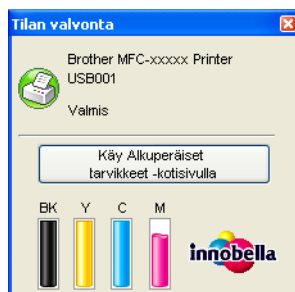 Tilan valvonta
Brother MFC-xxxxx Printer
USB001
Valmis
Käy Alkuperäiset
tarvikkeet -kotisivulla
BK Y C M
innobella